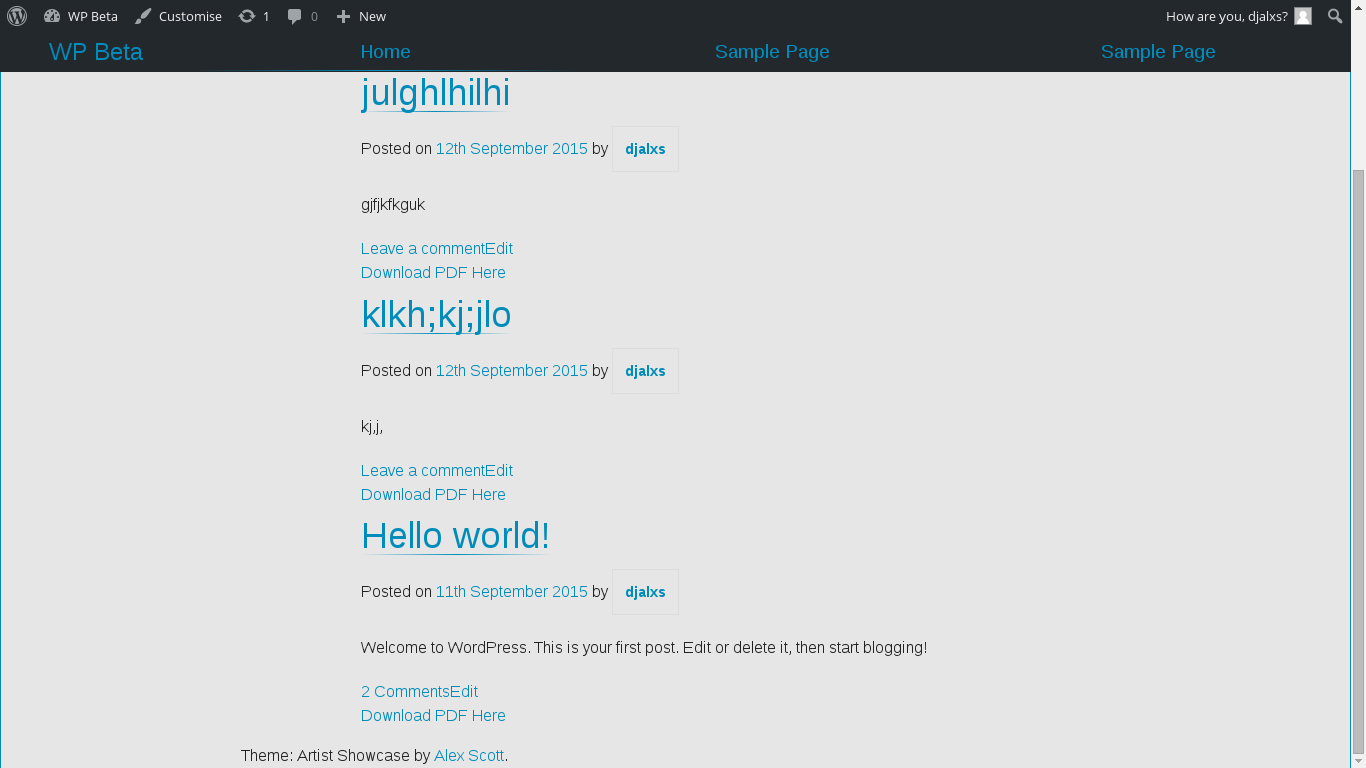 WP Beta Customise 1 0 New How are you, djalxs?
WP Beta Home Sample Page Sample Page
julghlhilhi
Posted on 12th September 2015 by djalxs
gjfjkfkguk
Leave a commentEdit
Download PDF Here
klkh;kj;jlo
Posted on 12th September 2015 by djalxs
kj,j,
Leave a commentEdit
Download PDF Here
Hello world!
Posted on 11th September 2015 by djalxs
Welcome to WordPress. This is your first post. Edit or delete it, then start blogging!
2 CommentsEdit
Download PDF Here
Theme: Artist Showcase by Alex Scott.